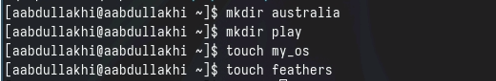 [aabdullakhi@aabdullakhi ~]$ mkdir australia
[aabdullakhi@aabdullakhi ~]$ mkdir play
[aabdullakhi@aabdullakhi ~]$ touch my_os
[aabdullakhi@aabdullakhi ~]$ touch feathers